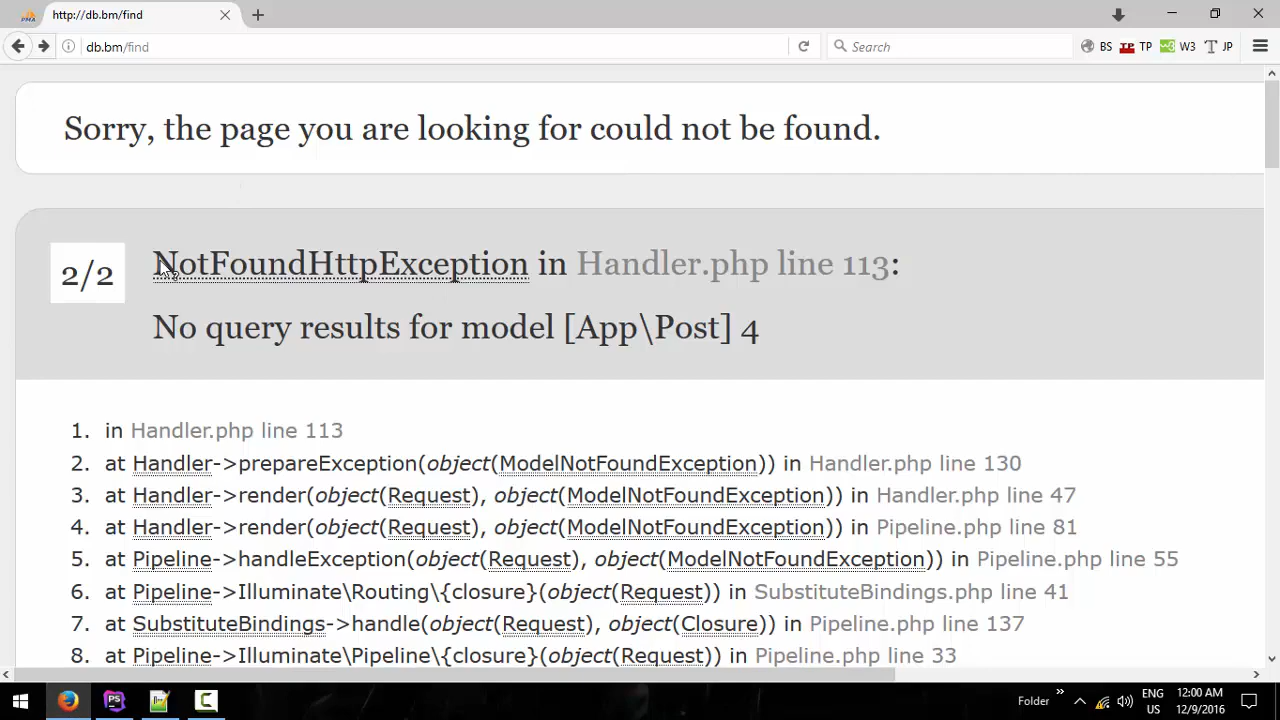 http://db.bm/find
db.bm/find
Search
BS
TP
W3
JP
Sorry, the page you are looking for could not be found.
2/2
NotFoundHttpException in Handler.php line 113:
No query results for model [App\Post] 4
1. in Handler.php line 113
2. at Handler->prepareException(object(ModelNotFoundException)) in Handler.php line 130
3. at Handler->render(object(Request), object(ModelNotFoundException)) in Handler.php line 47
4. at Handler->render(object(Request), object(ModelNotFoundException)) in Pipeline.php line 81
5. at Pipeline->handleException(object(Request), object(ModelNotFoundException)) in Pipeline.php line 55
6. at Pipeline->Illuminate\Routing\{closure}(object(Request)) in SubstituteBindings.php line 41
7. at SubstituteBindings->handle(object(Request), object(Closure)) in Pipeline.php line 137
8. at Pipeline->Illuminate\Pipeline\{closure}(object(Request)) in Pipeline.php line 33
Folder
ENG
US
12:00 AM
12/9/2016